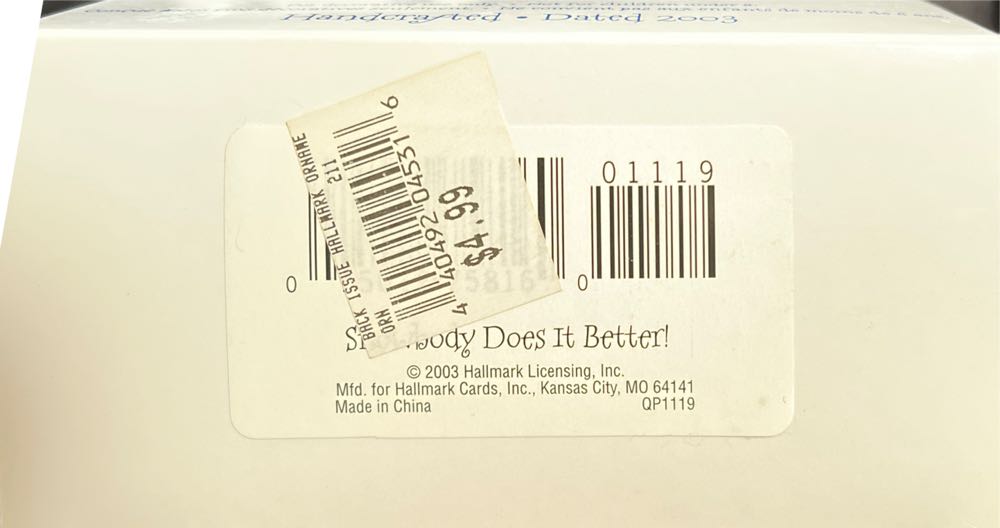 Handcrafted • Dated 2003
BACK ISSUE HALLMARK ORNAME
ORN 211
4 40492 04531 6
$4.99
01119
0 5816 0
body Does It Better!
© 2003 Hallmark Licensing, Inc.
Mfd. for Hallmark Cards, Inc., Kansas City, MO 64141
Made in China QP1119